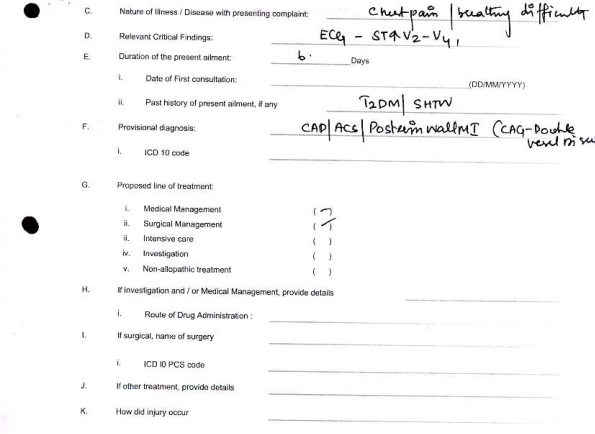 C. Nature of Illness / Disease with presenting complaint: Chest pain / breathing difficulty
D. Relevant Critical Findings: ECG - ST↑ V2-V4,
E. Duration of the present ailment: 6. Days
i. Date of First consultation: (DD/MM/YYYY)
ii. Past history of present ailment, if any T2DM / SHTN
F. Provisional diagnosis: CAD / ACS / Posterior wall MI (CAG-Double
vessel
i. ICD 10 code
G. Proposed line of treatment:
i. Medical Management ( )
ii. Surgical Management ( )
ii. Intensive care ( )
iv. Investigation ( )
v. Non-allopathic treatment ( )
H. If investigation and / or Medical Management, provide details
i. Route of Drug Administration :
I. If surgical, name of surgery
i. ICD I0 PCS code
J. If other treatment, provide details
K. How did injury occur